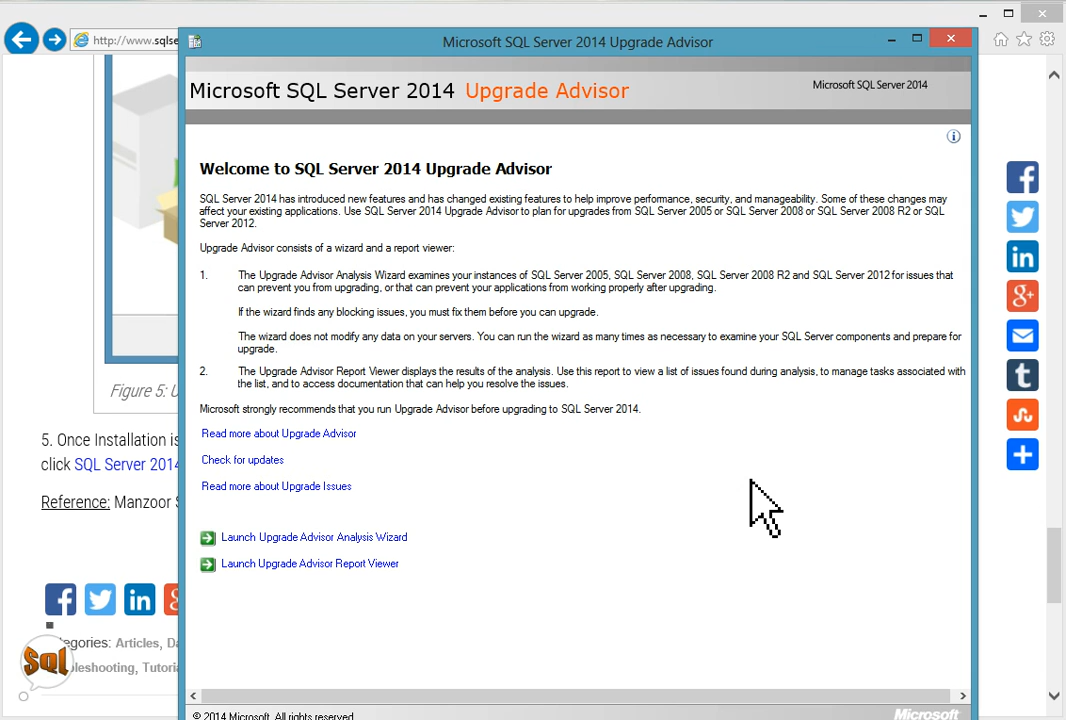 Microsoft SQL Server 2014 Upgrade Advisor
http://www.sqlse
Microsoft SQL Server 2014 Upgrade Advisor
Microsoft SQL Server 2014
Welcome to SQL Server 2014 Upgrade Advisor
SQL Server 2014 has introduced new features and has changed existing features to help improve performance, security, and manageability. Some of these changes may
affect your existing applications. Use SQL Server 2014 Upgrade Advisor to plan for upgrades from SQL Server 2005 or SQL Server 2008 or SQL Server 2008 R2 or SQL
Server 2012.
Upgrade Advisor consists of a wizard and a report viewer:
1. The Upgrade Advisor Analysis Wizard examines your instances of SQL Server 2005, SQL Server 2008, SQL Server 2008 R2 and SQL Server 2012 for issues that
can prevent you from upgrading, or that can prevent your applications from working properly after upgrading.
If the wizard finds any blocking issues, you must fix them before you can upgrade.
The wizard does not modify any data on your servers. You can run the wizard as many times as necessary to examine your SQL Server components and prepare for
upgrade.
2. The Upgrade Advisor Report Viewer displays the results of the analysis. Use this report to view a list of issues found during analysis, to manage tasks associated with
the list, and to access documentation that can help you resolve the issues.
Microsoft strongly recommends that you run Upgrade Advisor before upgrading to SQL Server 2014.
Read more about Upgrade Advisor
Check for updates
Read more about Upgrade Issues
Launch Upgrade Advisor Analysis Wizard
Launch Upgrade Advisor Report Viewer
© 2014 Microsoft. All rights reserved.
Microsoft
Figure 5: U
5. Once Installation is
click SQL Server 2014
Reference: Manzoor S
Categories: Articles, Da
bleshooting, Tutoria
Sql